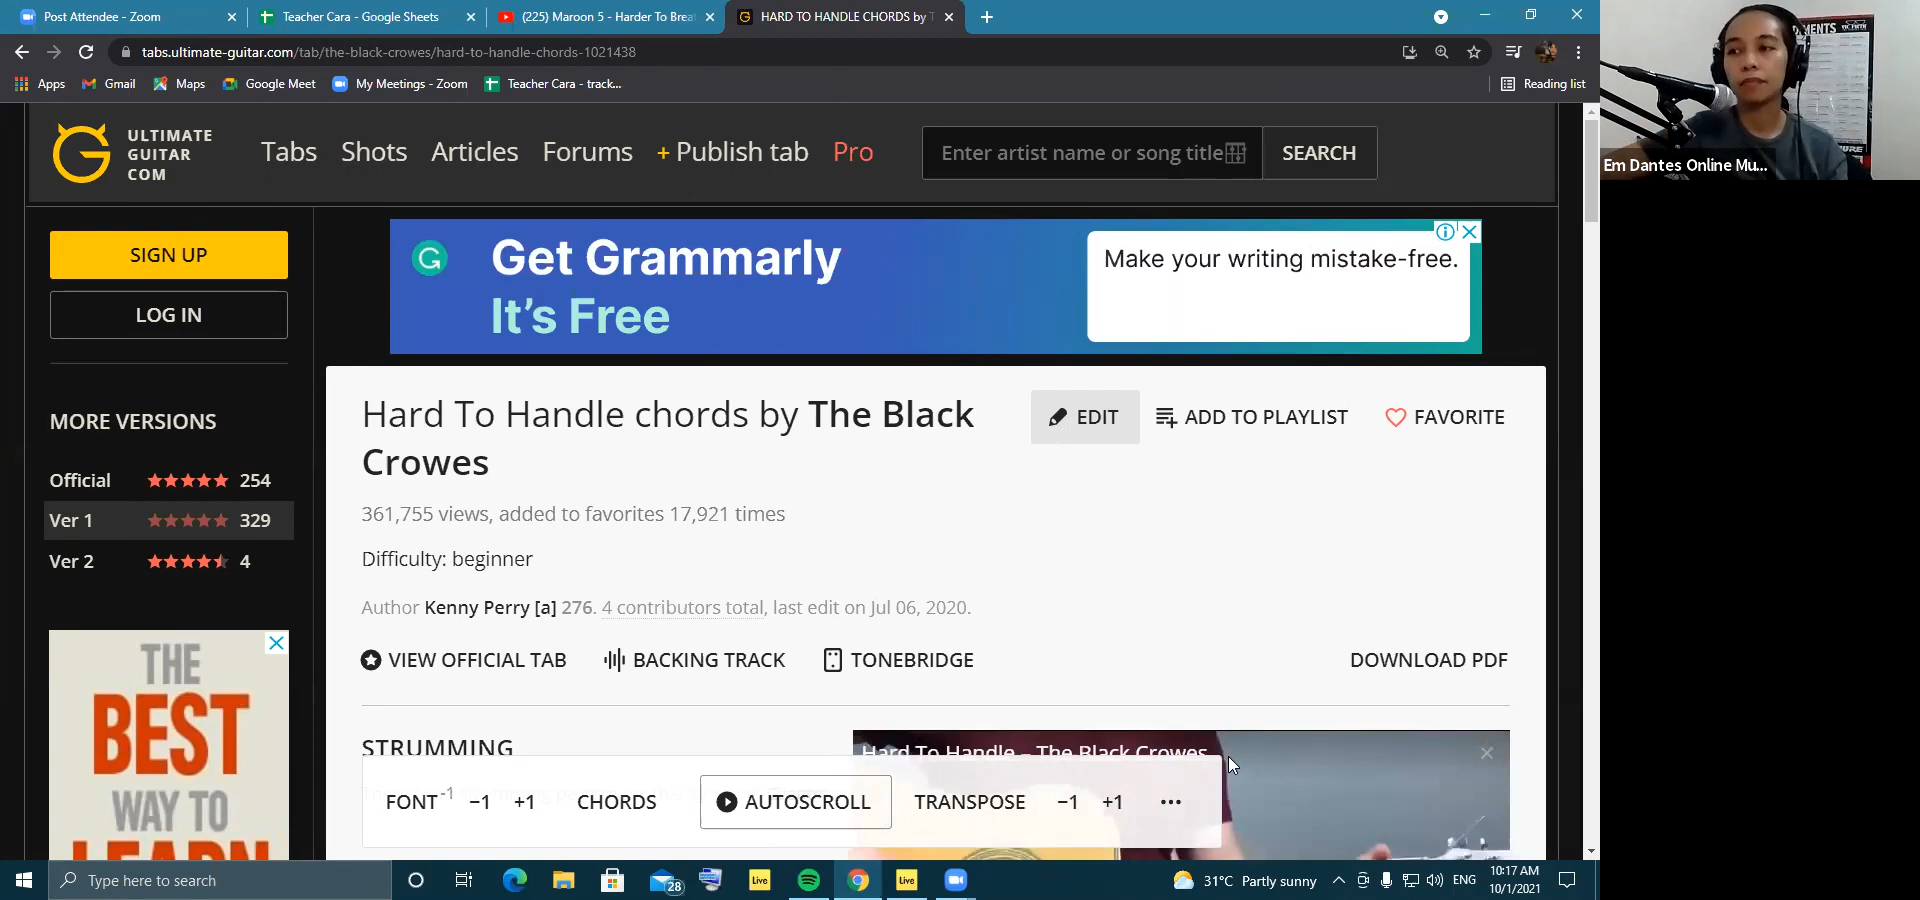 Post Attendee - Zoom
Teacher Cara - Google Sheets
(225) Maroon 5 - Harder To Brea
HARD TO HANDLE CHORDS by T
tabs.ultimate-guitar.com/tab/the-black-crowes/hard-to-handle-chords-1021438
Apps
Gmail
Maps
Google Meet
My Meetings - Zoom
Teacher Cara - track...
Reading list
Em Dantes Online Mu...
ULTIMATE
GUITAR
COM
Tabs
Shots
Articles
Forums
+ Publish tab
Pro
Enter artist name or song title
SEARCH
SIGN UP
LOG IN
Get Grammarly
It's Free
Make your writing mistake-free.
MORE VERSIONS
Official 254
Ver 1 329
Ver 2 4
Hard To Handle chords by The Black
Crowes
EDIT
ADD TO PLAYLIST
FAVORITE
361,755 views, added to favorites 17,921 times
Difficulty: beginner
Author Kenny Perry [a] 276. 4 contributors total, last edit on Jul 06, 2020.
VIEW OFFICIAL TAB
BACKING TRACK
TONEBRIDGE
DOWNLOAD PDF
THE
BEST
WAY TO
LEARN
STRUMMING
Hard To Handle – The Black Crowes
FONT -1 −1 +1
CHORDS
AUTOSCROLL
TRANSPOSE −1 +1
Type here to search
28
Live
Live
31°C Partly sunny
ENG
10:17 AM
10/1/2021